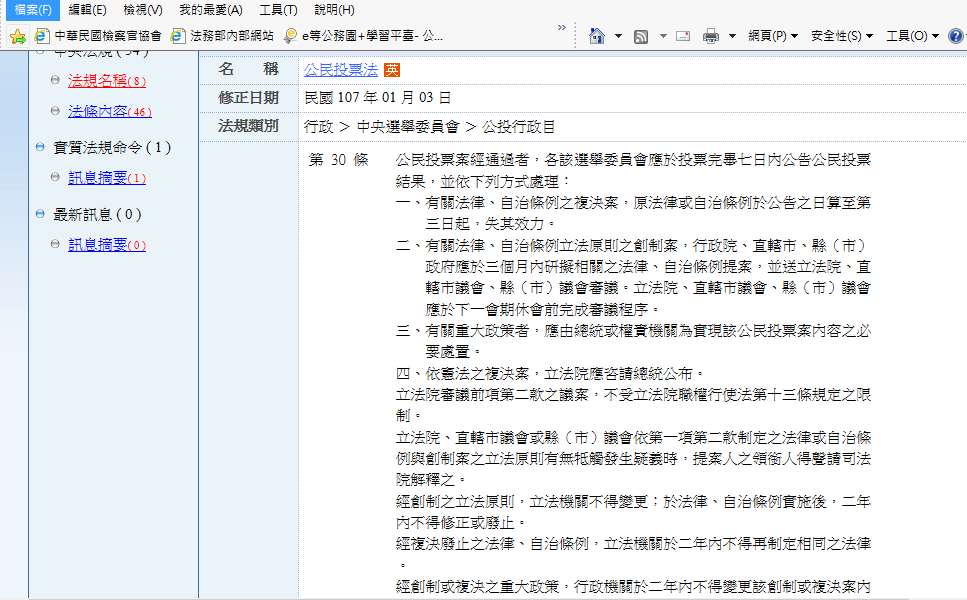 檔案(F) 編輯(E) 檢視(V) 我的最愛(A) 工具(T) 說明(H)
中華民國檢察官協會 法務部內部網站 e等公務園+學習平臺- 公... » 網頁(P) 安全性(S) 工具(O)
中央法規 ( 54 )
法規名稱(8)
法條內容(46)
實質法規命令 ( 1 )
訊息摘要(1)
最新訊息 ( 0 )
訊息摘要(0)
名 稱 公民投票法 英
修正日期 民國 107 年 01 月 03 日
法規類別 行政 > 中央選舉委員會 > 公投行政目
第 30 條 公民投票案經通過者，各該選舉委員會應於投票完畢七日內公告公民投票
結果，並依下列方式處理：
一、有關法律、自治條例之複決案，原法律或自治條例於公告之日算至第
三日起，失其效力。
二、有關法律、自治條例立法原則之創制案，行政院、直轄市、縣（市）
政府應於三個月內研擬相關之法律、自治條例提案，並送立法院、直
轄市議會、縣（市）議會審議。立法院、直轄市議會、縣（市）議會
應於下一會期休會前完成審議程序。
三、有關重大政策者，應由總統或權責機關為實現該公民投票案內容之必
要處置。
四、依憲法之複決案，立法院應咨請總統公布。
立法院審議前項第二款之議案，不受立法院職權行使法第十三條規定之限
制。
立法院、直轄市議會或縣（市）議會依第一項第二款制定之法律或自治條
例與創制案之立法原則有無牴觸發生疑義時，提案人之領銜人得聲請司法
院解釋之。
經創制之立法原則，立法機關不得變更；於法律、自治條例實施後，二年
內不得修正或廢止。
經複決廢止之法律、自治條例，立法機關於二年內不得再制定相同之法律
。
經創制或複決之重大政策，行政機關於二年內不得變更該創制或複決案內